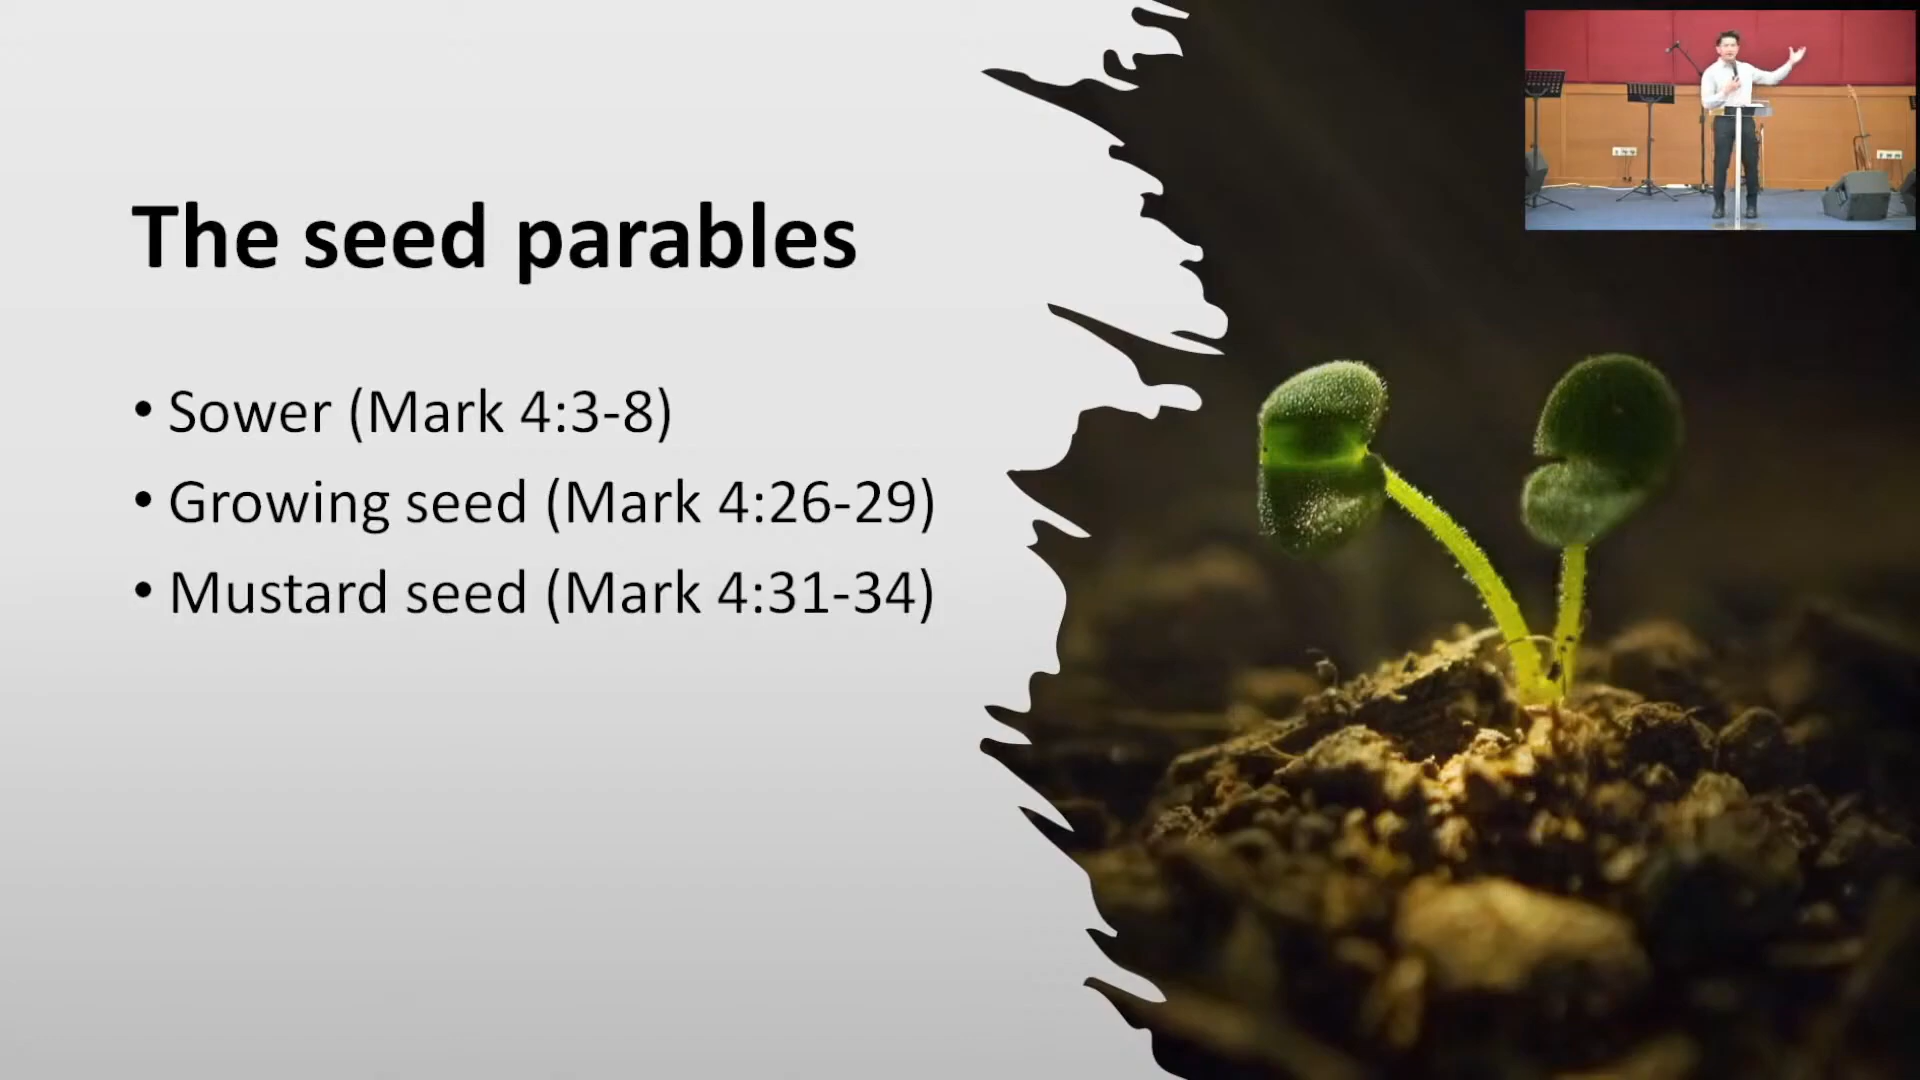 The seed parables
• Sower (Mark 4:3-8)
• Growing seed (Mark 4:26-29)
• Mustard seed (Mark 4:31-34)